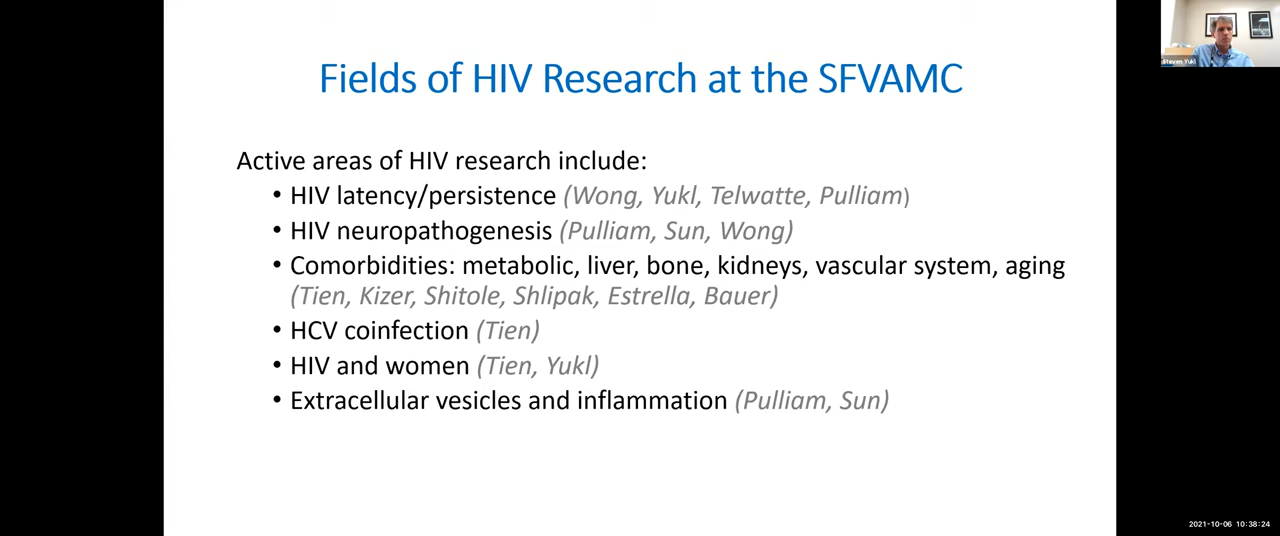 Fields of HIV Research at the SFVAMC
Active areas of HIV research include:
• HIV latency/persistence (Wong, Yukl, Telwatte, Pulliam)
• HIV neuropathogenesis (Pulliam, Sun, Wong)
• Comorbidities: metabolic, liver, bone, kidneys, vascular system, aging
(Tien, Kizer, Shitole, Shlipak, Estrella, Bauer)
• HCV coinfection (Tien)
• HIV and women (Tien, Yukl)
• Extracellular vesicles and inflammation (Pulliam, Sun)
Steven Yukl
2021-10-06 10:38:24